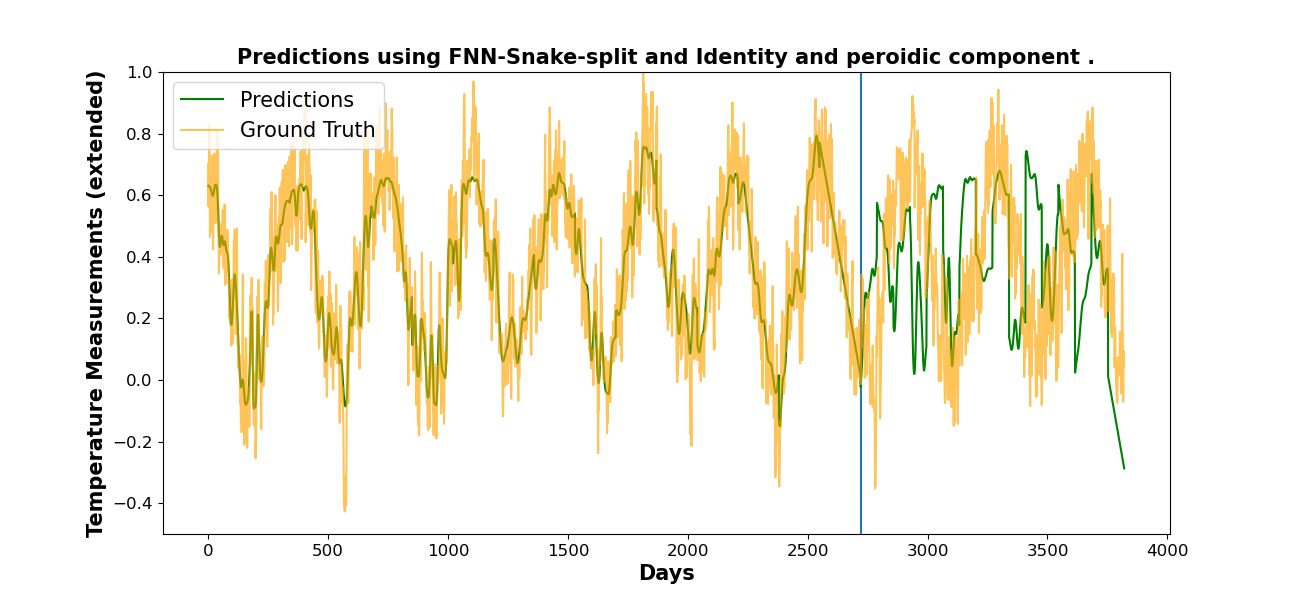 Predictions using FNN-Snake-split and Identity and peroidic component .
Temperature Measurements (extended)
1.0
0.8
0.6
0.4
0.2
0.0
−0.2
−0.4
Predictions
Ground Truth
0 500 1000 1500 2000 2500 3000 3500 4000
Days